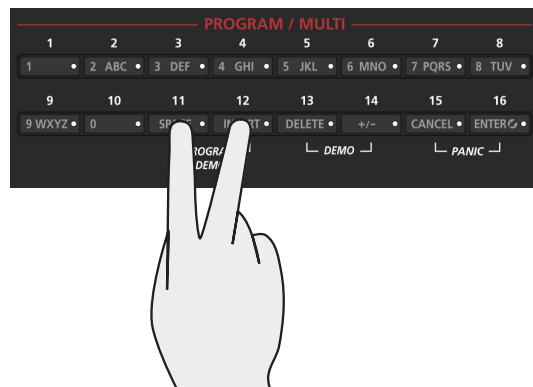 PROGRAM / MULTI
1 2 3 4 5 6 7 8
1 2 ABC 3 DEF 4 GHI 5 JKL 6 MNO 7 PQRS 8 TUV
9 10 11 12 13 14 15 16
9 WXYZ 0 DELETE +/– CANCEL ENTER
DEMO PANIC